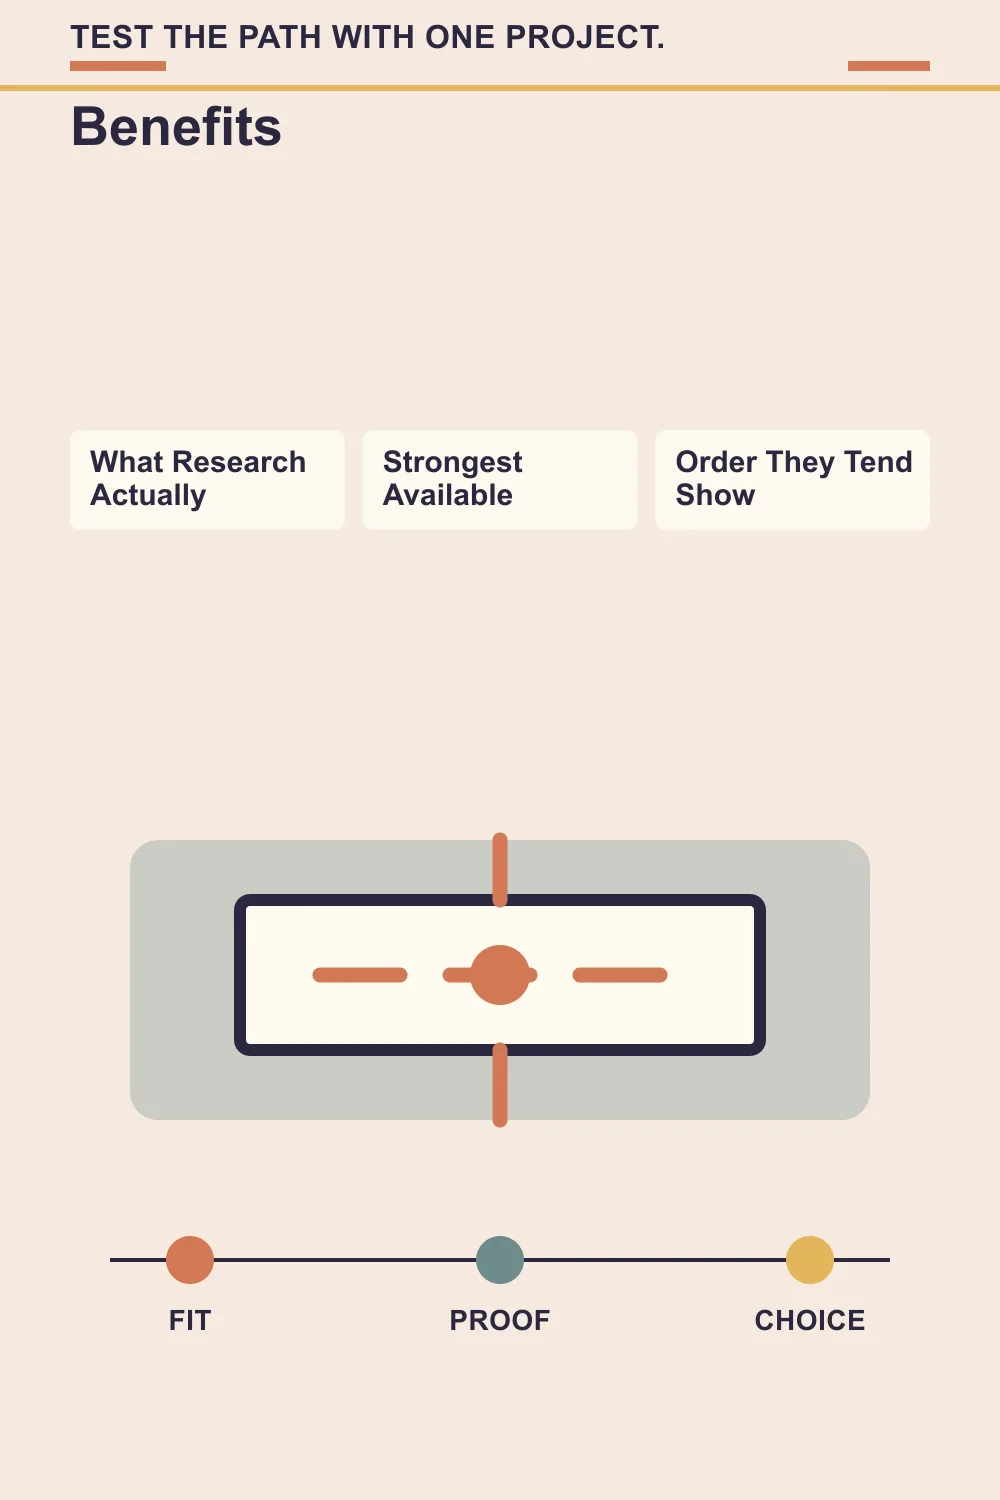 TEST THE PATH WITH ONE PROJECT.
Benefits
What Research
Actually
Strongest
Available
Order They Tend
Show
FIT
PROOF
CHOICE